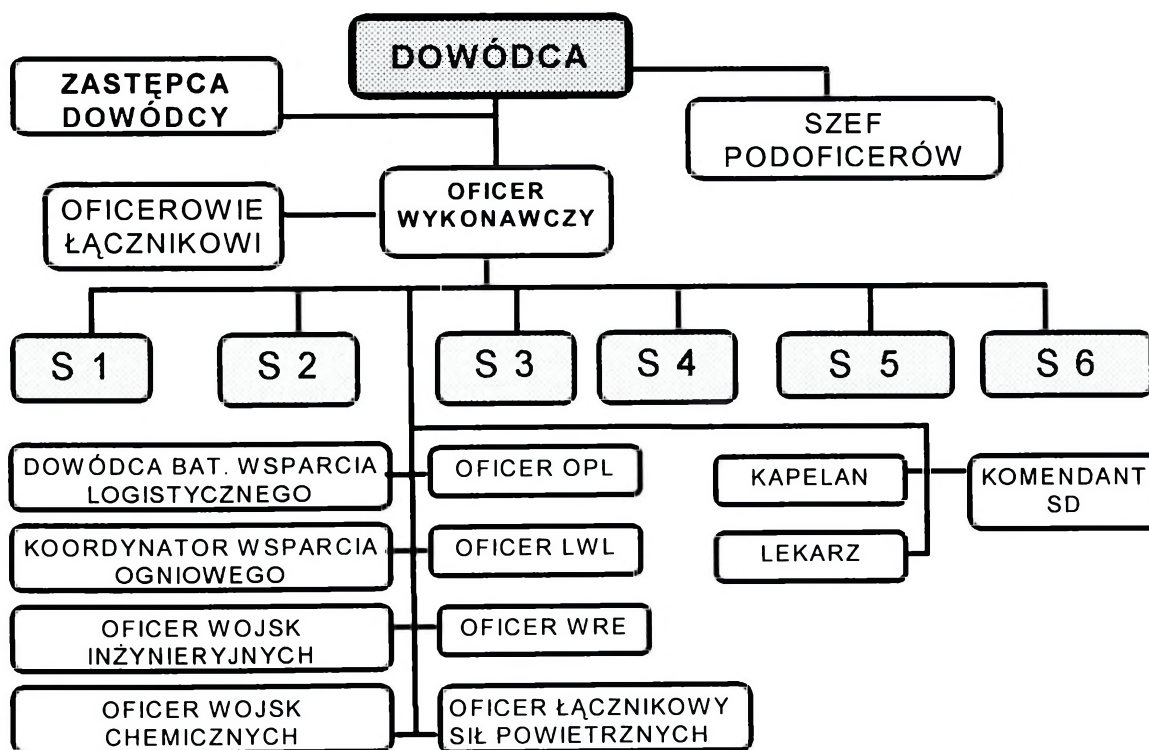 DOWÓDCA
ZASTĘPCA
DOWÓDCY
SZEF
PODOFICERÓW
OFICER
WYKONAWCZY
OFICEROWIE
ŁĄCZNIKOWI
S 1
S 2
S 3
S 4
S 5
S 6
DOWÓDCA BAT. WSPARCIA
LOGISTYCZNEGO
OFICER OPL
KAPELAN
KOMENDANT
SD
KOORDYNATOR WSPARCIA
OGNIOWEGO
OFICER LWL
LEKARZ
OFICER WOJSK
INŻYNIERYJNYCH
OFICER WRE
OFICER WOJSK
CHEMICZNYCH
OFICER ŁĄCZNIKOWY
SIŁ POWIETRZNYCH